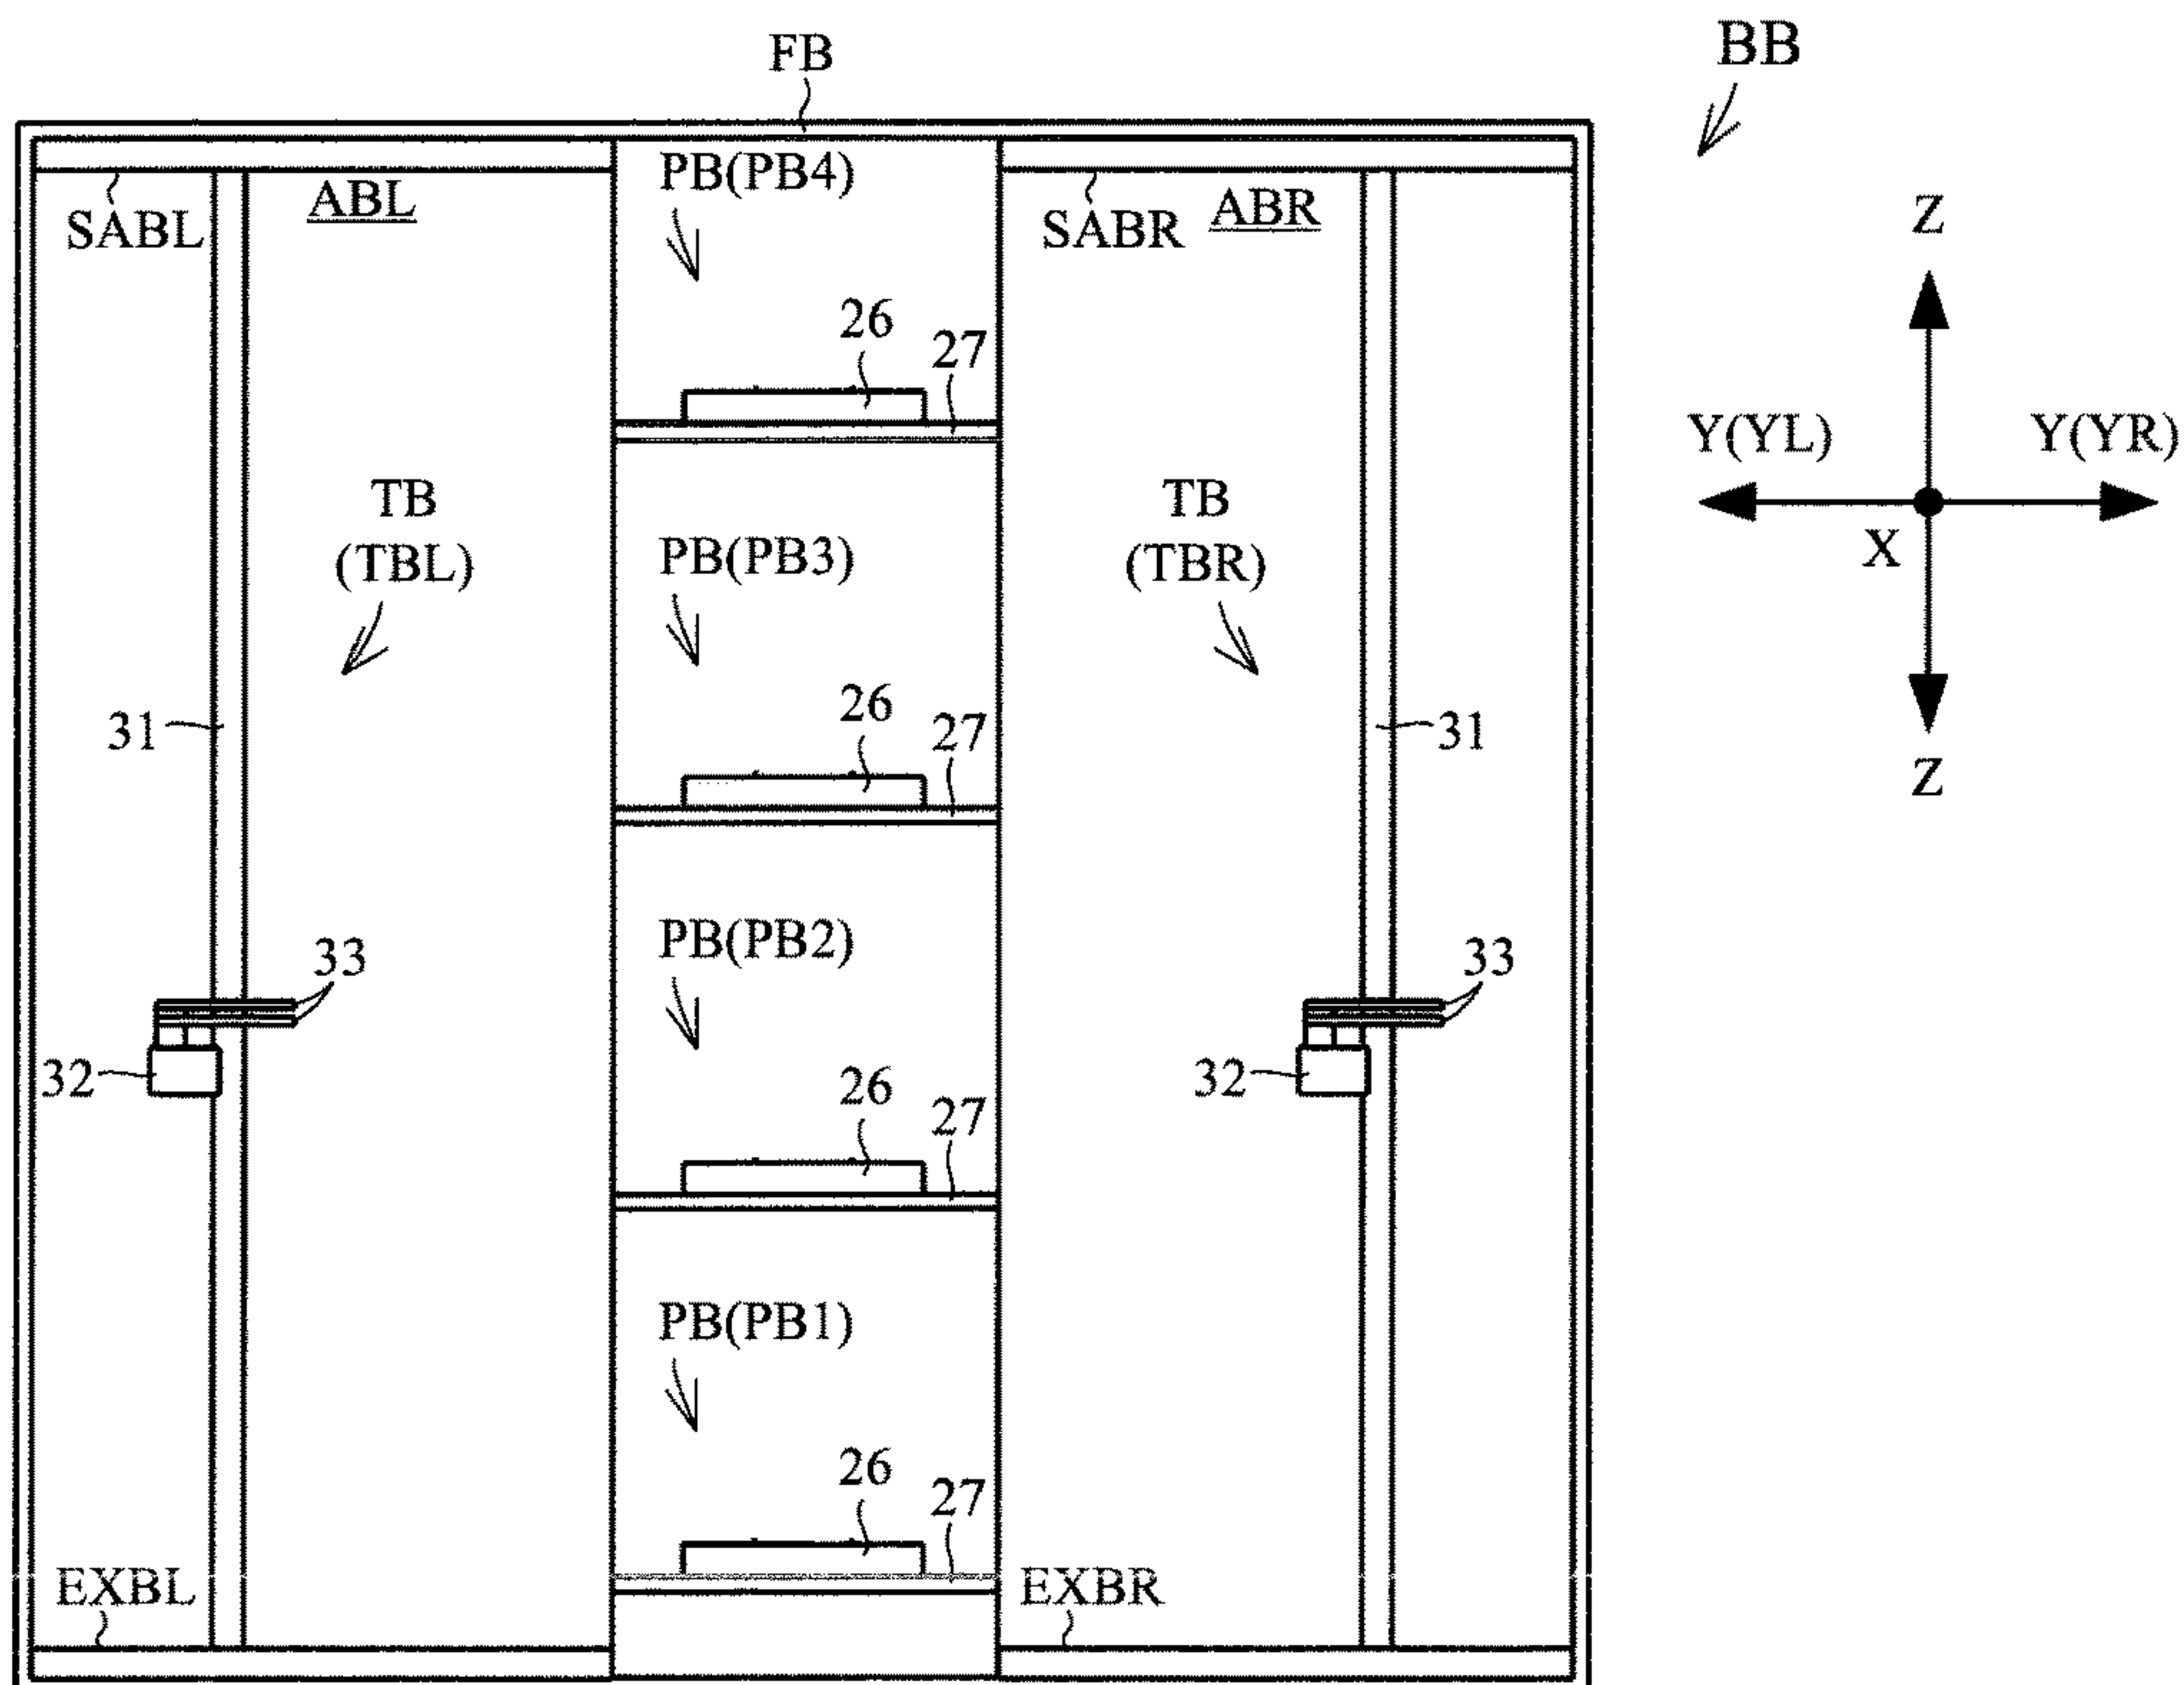 FB
BB
PB(PB4)
SABL
ABL
SABR
ABR
Z
26
27
Y(YL)
Y(YR)
TB
(TBL)
PB(PB3)
TB
(TBR)
X
26
27
31
31
Z
PB(PB2)
33
33
32
26
27
32
PB(PB1)
26
27
EXBL
EXBR